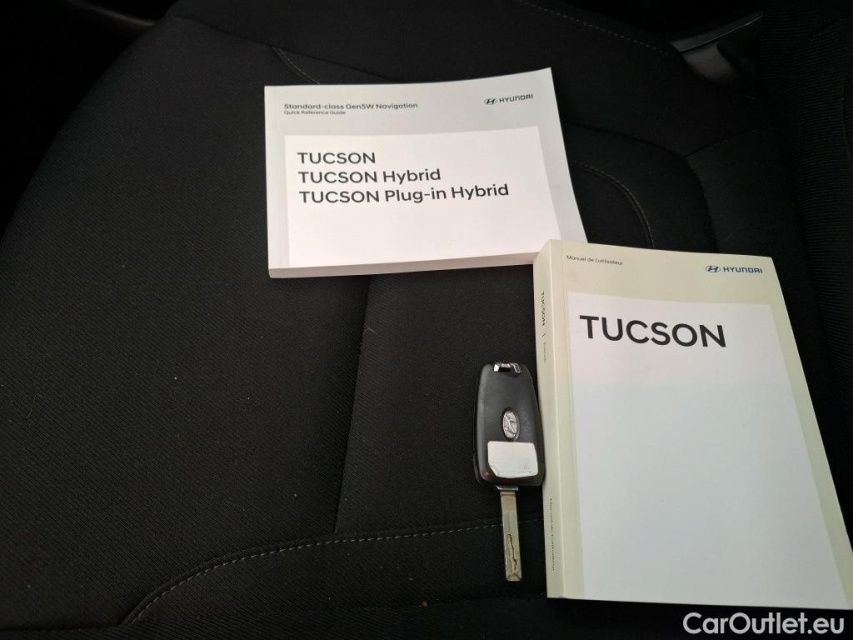 Standard-class Gen5W Navigation
Quick Reference Guide
HYUNDAI
TUCSON
TUCSON Hybrid
TUCSON Plug-in Hybrid
Manuel de L'utilisateur
HYUNDAI
TUCSON
TUCSON
CarOutlet.eu